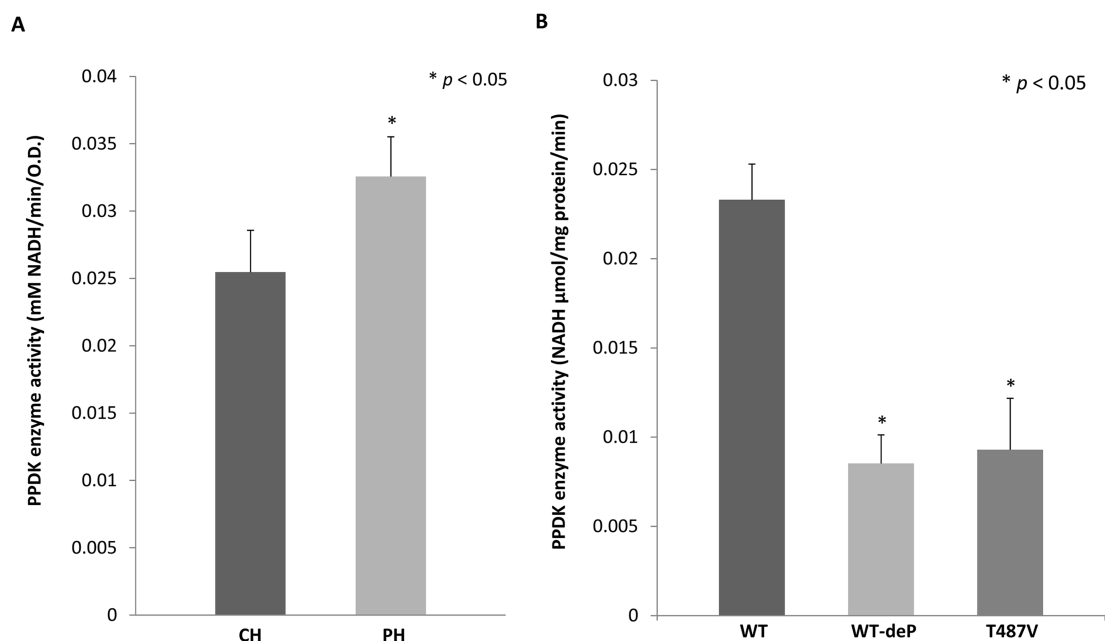 A
PPDK enzyme activity (mM NADH/min/O.D.)
0.04
0.035
0.03
0.025
0.02
0.015
0.01
0.005
0
* p < 0.05
*
CH
PH
B
PPDK enzyme activity (NADH μmol/mg protein/min)
0.03
0.025
0.02
0.015
0.01
0.005
0
* p < 0.05
*
*
WT
WT-deP
T487V